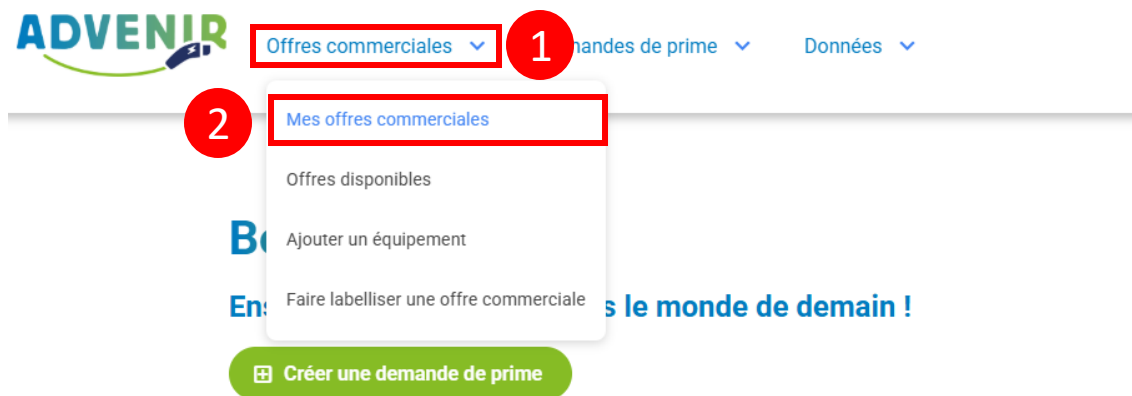 ADVENIR
Offres commerciales 1 mandes de prime Données
2 Mes offres commerciales
Offres disponibles
Ajouter un équipement
Faire labelliser une offre commerciale
s le monde de demain !
Créer une demande de prime